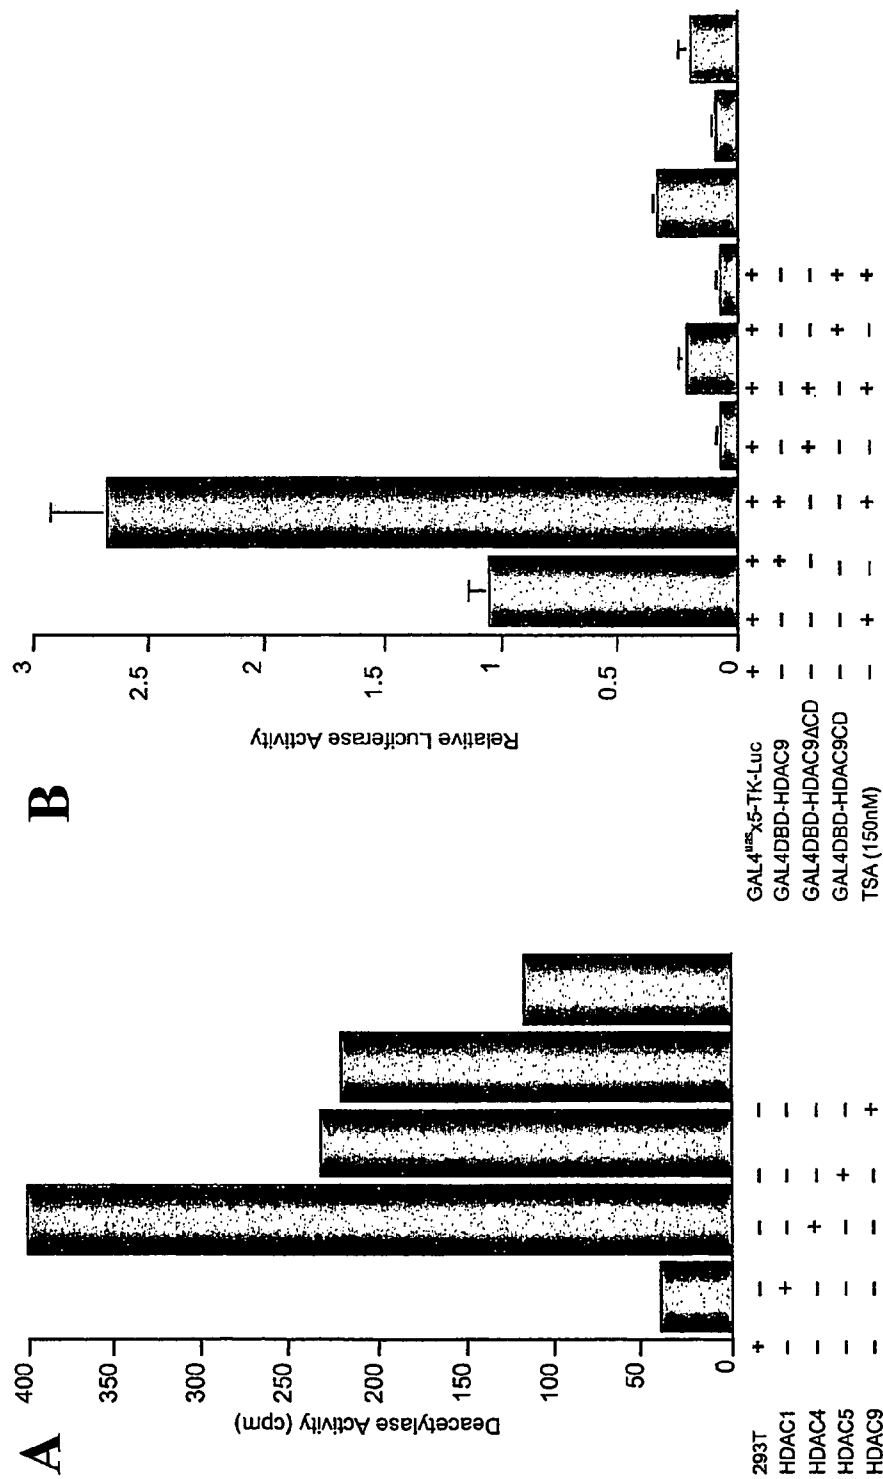 A
Deacetylase Activity (cpm)
400
350
300
250
200
150
100
50
0
293T + − − − −
HDAC1 − + − − −
HDAC4 − − + − −
HDAC5 − − − + −
HDAC9 − − − − +
B
Relative Luciferase Activity
3
2.5
2
1.5
1
0.5
0
GAL4uasx5-TK-Luc + + + + + + + +
GAL4DBD-HDAC9 − − + + − − − −
GAL4DBD-HDAC9ΔCD − − − − + + − −
GAL4DBD-HDAC9CD − − − − − − + +
TSA (150nM) − + − + − + − +